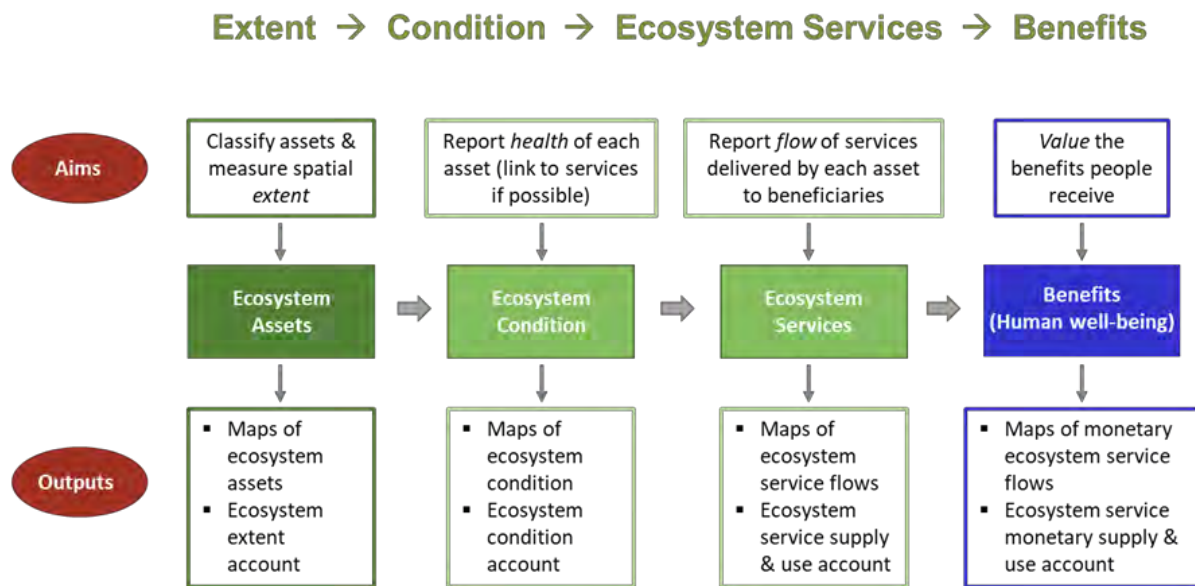 Extent → Condition → Ecosystem Services → Benefits
Aims
Classify assets &
measure spatial
extent
Report health of each
asset (link to services
if possible)
Report flow of services
delivered by each asset
to beneficiaries
Value the
benefits people
receive
Ecosystem
Assets
Ecosystem
Condition
Ecosystem
Services
Benefits
(Human well-being)
Outputs
▪ Maps of
ecosystem
assets
▪ Ecosystem
extent
account
▪ Maps of
ecosystem
condition
▪ Ecosystem
condition
account
▪ Maps of
ecosystem
service flows
▪ Ecosystem
service supply
& use account
▪ Maps of monetary
ecosystem service
flows
▪ Ecosystem service
monetary supply &
use account